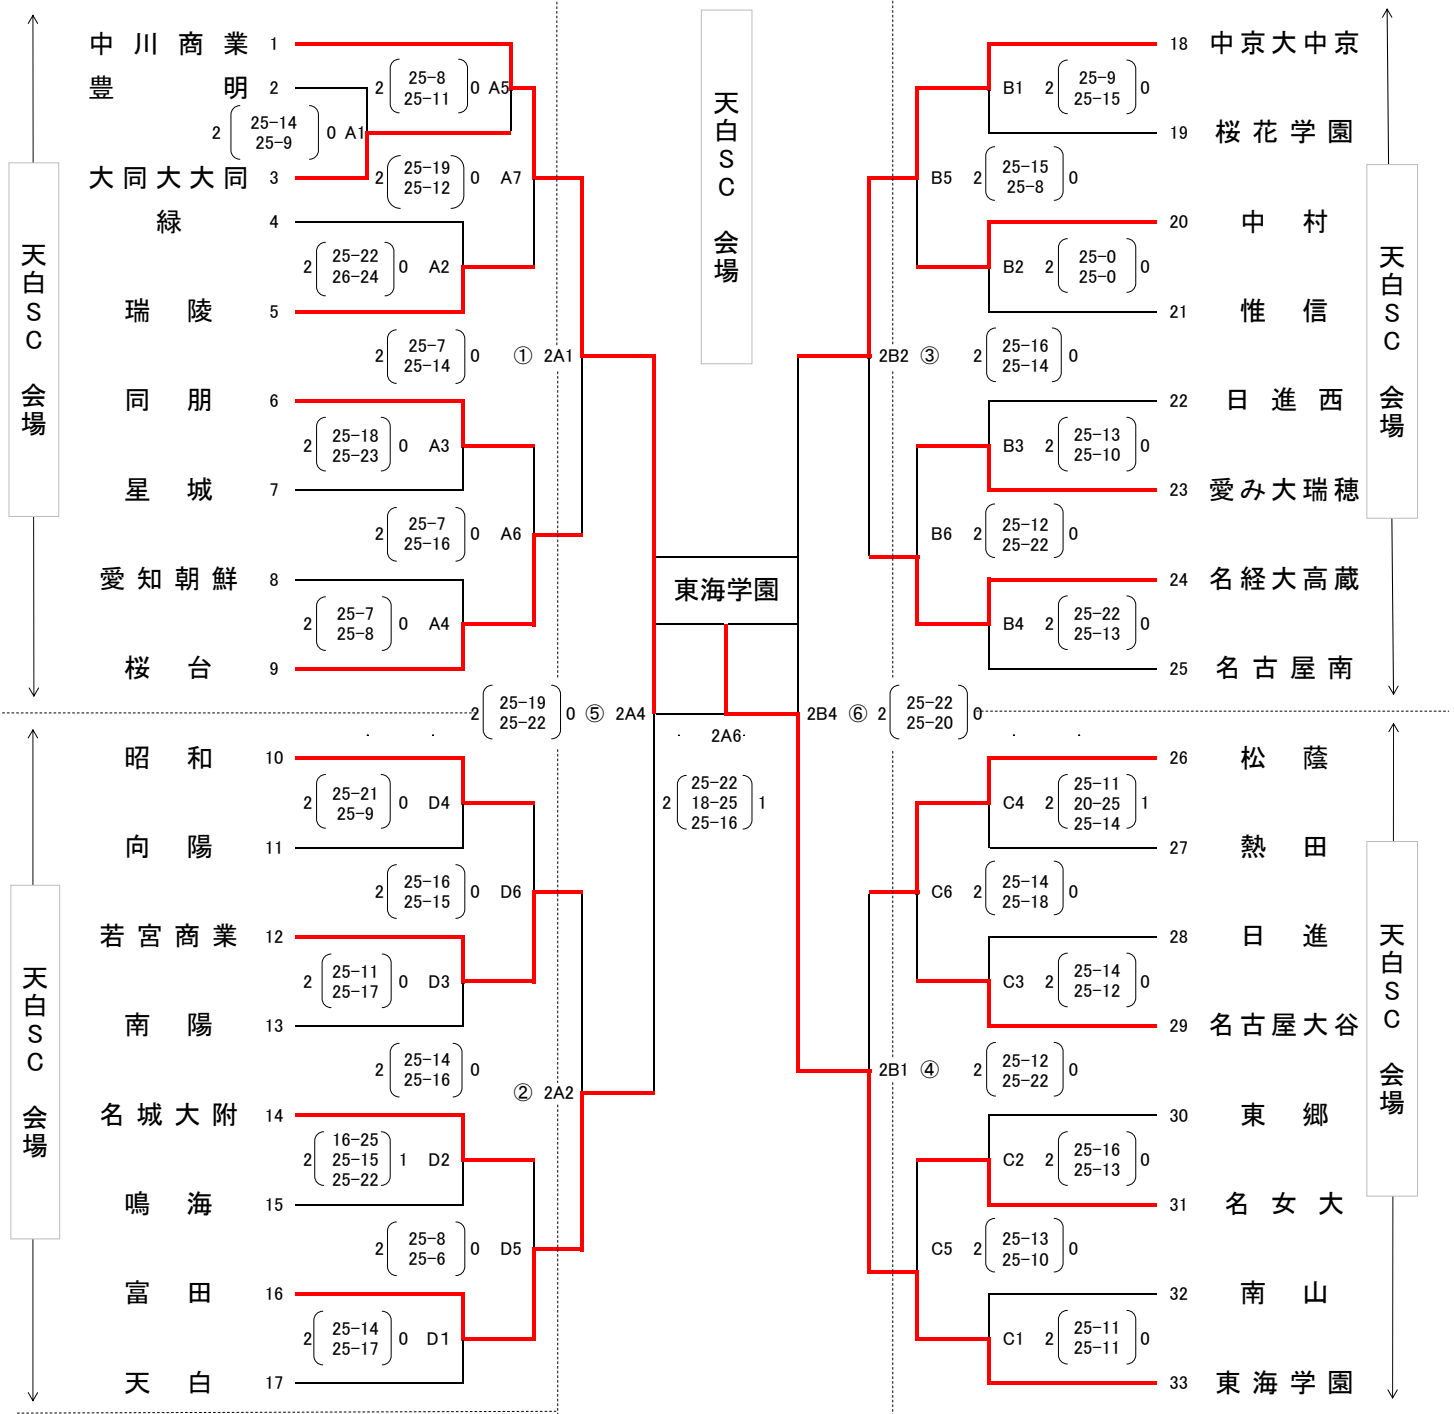 中川商業 1
豊明 2
2 25-8 25-11 0 A5
2 25-14 25-9 0 A1
大同大大同 3
2 25-19 25-12 0 A7
緑 4
2 25-22 26-24 0 A2
瑞陵 5
2 25-7 25-14 0 ① 2A1
同朋 6
2 25-18 25-23 0 A3
星城 7
2 25-7 25-16 0 A6
愛知朝鮮 8
2 25-7 25-8 0 A4
桜台 9
天白SC 会場
2 25-19 25-22 0 ⑤ 2A4
昭和 10
2 25-21 25-9 0 D4
向陽 11
2 25-16 25-15 0 D6
若宮商業 12
2 25-11 25-17 0 D3
南陽 13
2 25-14 25-16 0
② 2A2
名城大附 14
2 16-25 25-15 25-22 1 D2
鳴海 15
2 25-8 25-6 0 D5
富田 16
2 25-14 25-17 0 D1
天白 17
天白SC 会場
天白SC 会場
東海学園
2A6
2 25-22 18-25 25-16 1
18 中京大中京
B1 2 25-9 25-15 0
19 桜花学園
B5 2 25-15 25-8 0
20 中村
B2 2 25-0 25-0 0
21 惟信
2B2 ③ 2 25-16 25-14 0
22 日進西
B3 2 25-13 25-10 0
23 愛み大瑞穂
B6 2 25-12 25-22 0
24 名経大高蔵
B4 2 25-22 25-13 0
25 名古屋南
天白SC 会場
2B4 ⑥ 2 25-22 25-20 0
26 松蔭
C4 2 25-11 20-25 25-14 1
27 熱田
C6 2 25-14 25-18 0
28 日進
C3 2 25-14 25-12 0
29 名古屋大谷
2B1 ④ 2 25-12 25-22 0
30 東郷
C2 2 25-16 25-13 0
31 名女大
C5 2 25-13 25-10 0
32 南山
C1 2 25-11 25-11 0
33 東海学園
天白SC 会場